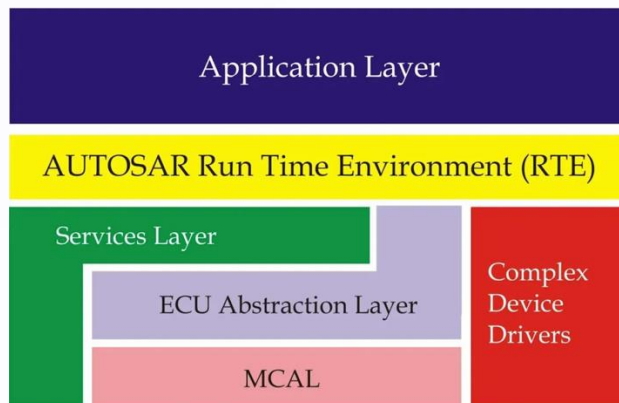 Application Layer
AUTOSAR Run Time Environment (RTE)
Services Layer
ECU Abstraction Layer
MCAL
Complex
Device
Drivers